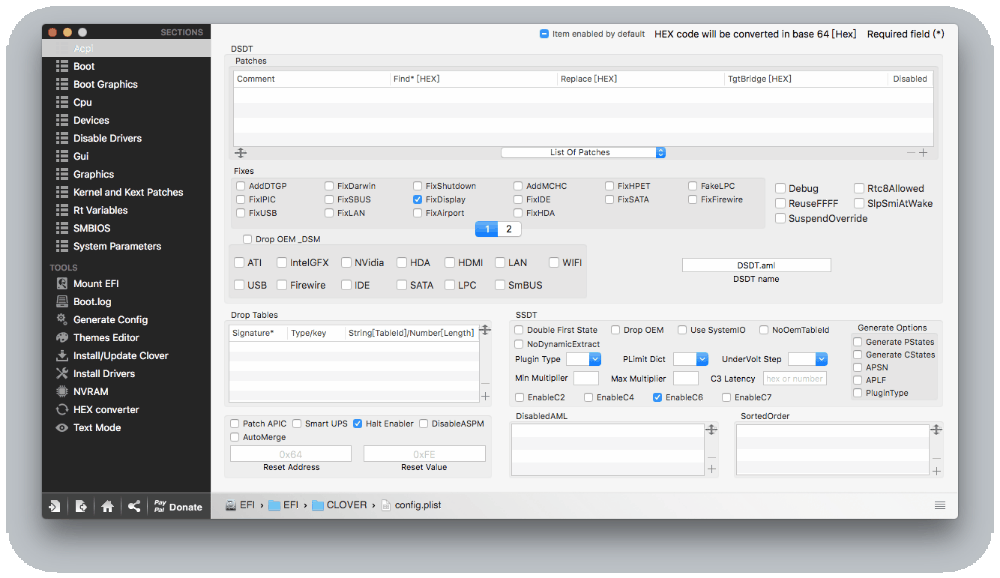 SECTIONS
Acpi
Boot
Boot Graphics
Cpu
Devices
Disable Drivers
Gui
Graphics
Kernel and Kext Patches
Rt Variables
SMBIOS
System Parameters
TOOLS
Mount EFI
Boot.log
Generate Config
Themes Editor
Install/Update Clover
Install Drivers
NVRAM
HEX converter
Text Mode
Pay
Pal
Donate
Item enabled by default HEX code will be converted in base 64 [Hex] Required field (*)
DSDT
Patches
Comment Find* [HEX] Replace [HEX] TgtBridge [HEX] Disabled
List Of Patches
Fixes
AddDTGP FixDarwin FixShutdown AddMCHC FixHPET FakeLPC
FixIPIC FixSBUS FixDisplay FixIDE FixSATA FixFirewire
FixUSB FixLAN FixAirport FixHDA
1 2
Debug Rtc8Allowed
ReuseFFFF SlpSmiAtWake
SuspendOverride
Drop OEM _DSM
ATI IntelGFX NVidia HDA HDMI LAN WIFI
USB Firewire IDE SATA LPC SmBUS
DSDT.aml
DSDT name
Drop Tables
Signature* Type/key String[TableId]/Number[Length]
Patch APIC Smart UPS Halt Enabler DisableASPM
AutoMerge
0x64 0xFE
Reset Address Reset Value
SSDT
Double First State Drop OEM Use SystemIO NoOemTableId
NoDynamicExtract
Plugin Type PLimit Dict UnderVolt Step
Min Multiplier Max Multiplier C3 Latency hex or number
EnableC2 EnableC4 EnableC6 EnableC7
Generate Options
Generate PStates
Generate CStates
APSN
APLF
PluginType
DisabledAML SortedOrder
EFI › EFI › CLOVER › config.plist